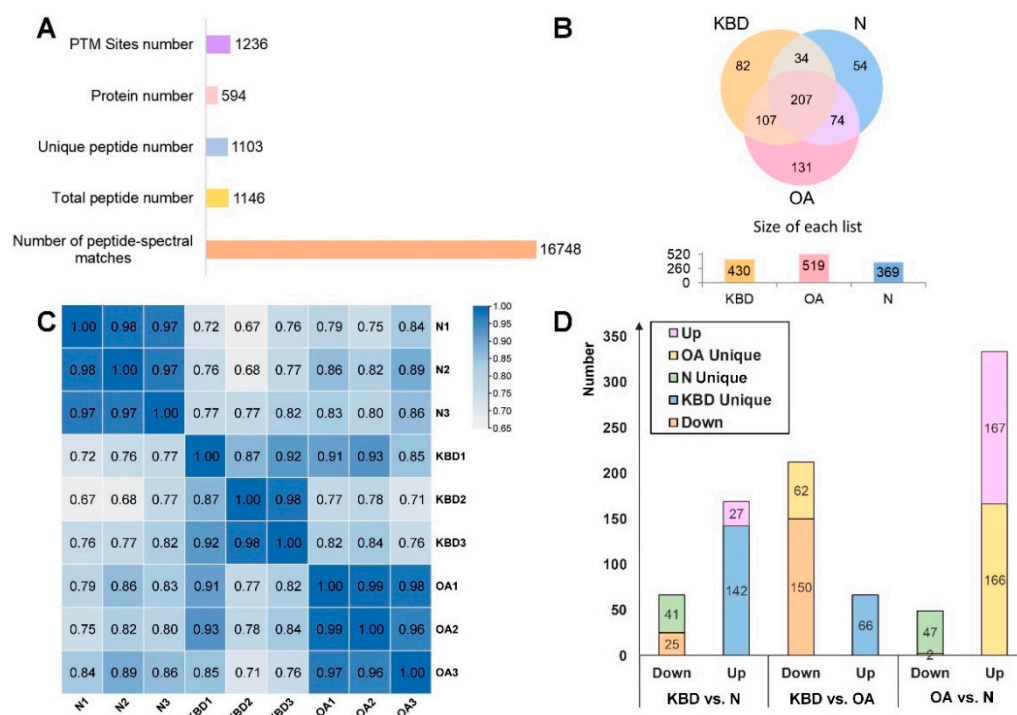 A
PTM Sites number 1236
Protein number 594
Unique peptide number 1103
Total peptide number 1146
Number of peptide-spectral
matches 16748
B
KBD N
82 34 54
207
107 74
131
OA
Size of each list
520
260
0
430 519 369
KBD OA N
C
1.00 0.98 0.97 0.72 0.67 0.76 0.79 0.75 0.84 N1
0.98 1.00 0.97 0.76 0.68 0.77 0.86 0.82 0.89 N2
0.97 0.97 1.00 0.77 0.77 0.82 0.83 0.80 0.86 N3
0.72 0.76 0.77 1.00 0.87 0.92 0.91 0.93 0.85 KBD1
0.67 0.68 0.77 0.87 1.00 0.98 0.77 0.78 0.71 KBD2
0.76 0.77 0.82 0.92 0.98 1.00 0.82 0.84 0.76 KBD3
0.79 0.86 0.83 0.91 0.77 0.82 1.00 0.99 0.98 OA1
0.75 0.82 0.80 0.93 0.78 0.84 0.99 1.00 0.96 OA2
0.84 0.89 0.86 0.85 0.71 0.76 0.97 0.96 1.00 OA3
N1 N2 N3 KBD1 KBD2 KBD3 OA1 OA2 OA3
1.00
0.95
0.90
0.85
0.80
0.75
0.70
0.65
D
Number
350
300
250
200
150
100
50
0
Up
OA Unique
N Unique
KBD Unique
Down
41
25
27
142
62
150
66
47
2
167
166
Down Up Down Up Down Up
KBD vs. N KBD vs. OA OA vs. N